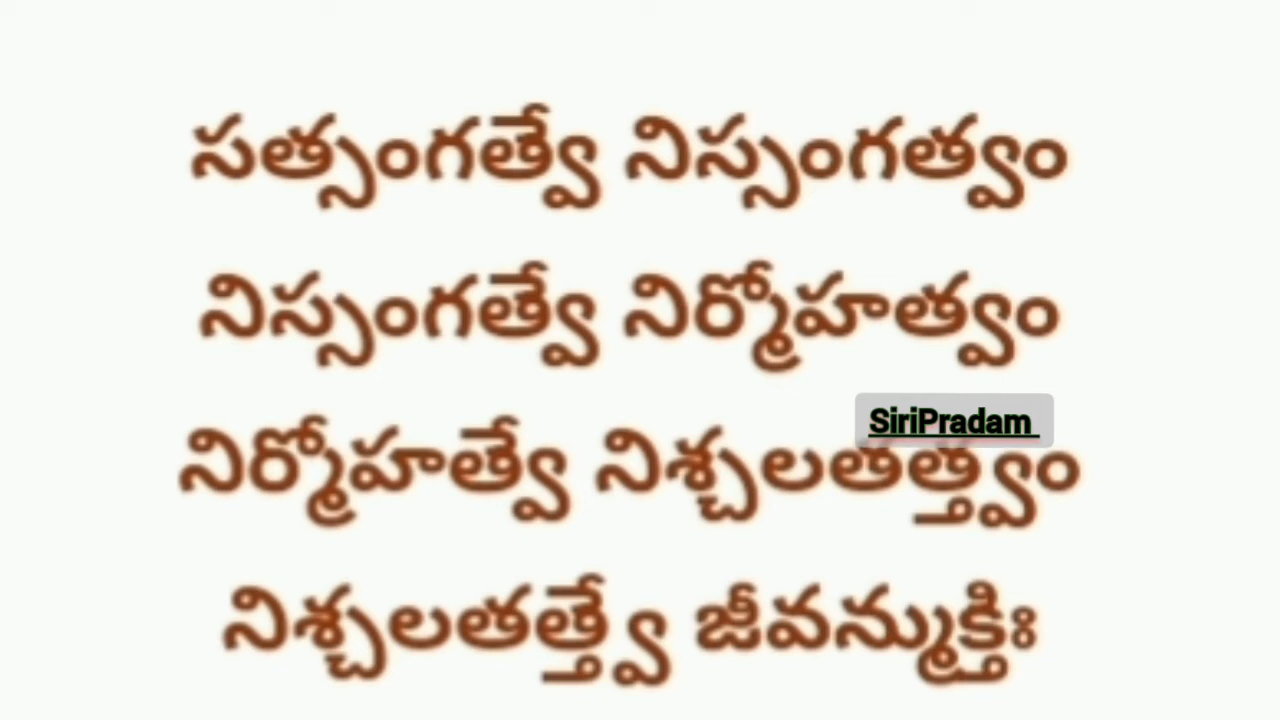 సత్సంగత్వే నిస్సంగత్వం
నిస్సంగత్వే నిర్మోహత్వం
SiriPradam
నిర్మోహత్వే నిశ్చలతత్త్వం
నిశ్చలతత్త్వే జీవన్ముక్తిః